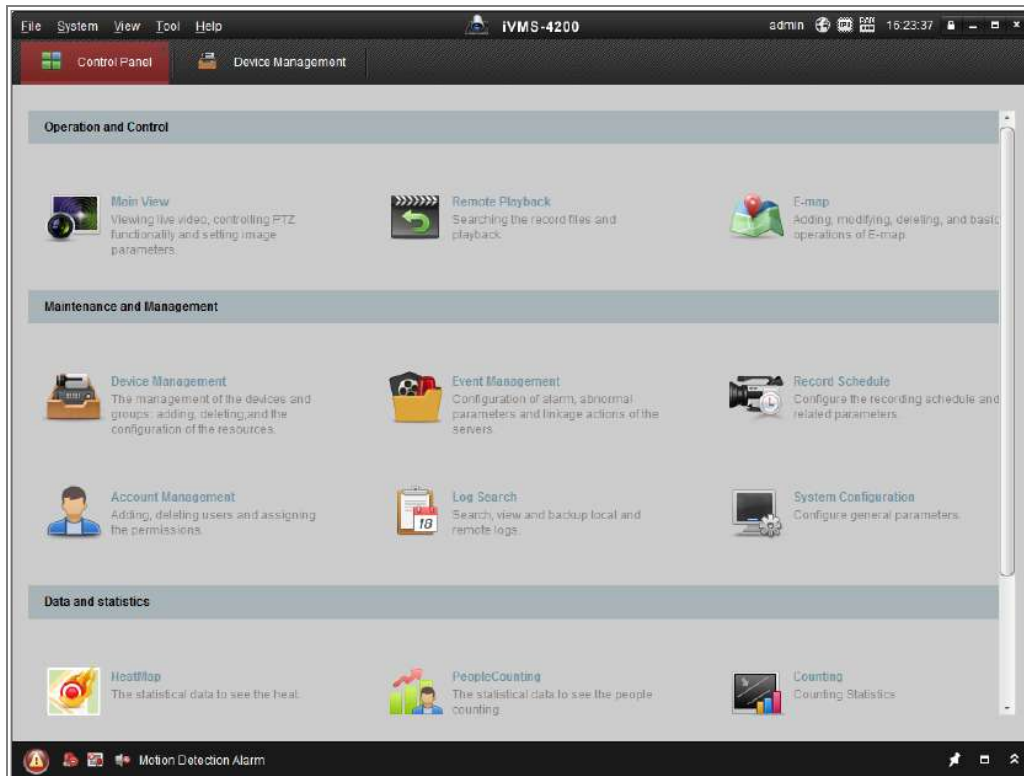 File System View Tool Help iVMS-4200 admin 16:23:37
Control Panel Device Management
Operation and Control
Main View
Viewing live video, controlling PTZ
functionality and setting image
parameters.
Remote Playback
Searching the record files and
playback.
E-map
Adding, modifying, deleting, and basic
operations of E-map.
Maintenance and Management
Device Management
The management of the devices and
groups: adding, deleting,and the
configuration of the resources.
Event Management
Configuration of alarm, abnormal
parameters and linkage actions of the
servers.
Record Schedule
Configure the recording schedule and
related parameters.
Account Management
Adding, deleting users and assigning
the permissions.
Log Search
Search, view and backup local and
remote logs.
18
System Configuration
Configure general parameters.
Data and statistics
HeatMap
The statistical data to see the heat.
PeopleCounting
The statistical data to see the people
counting.
Counting
Counting Statistics
Motion Detection Alarm